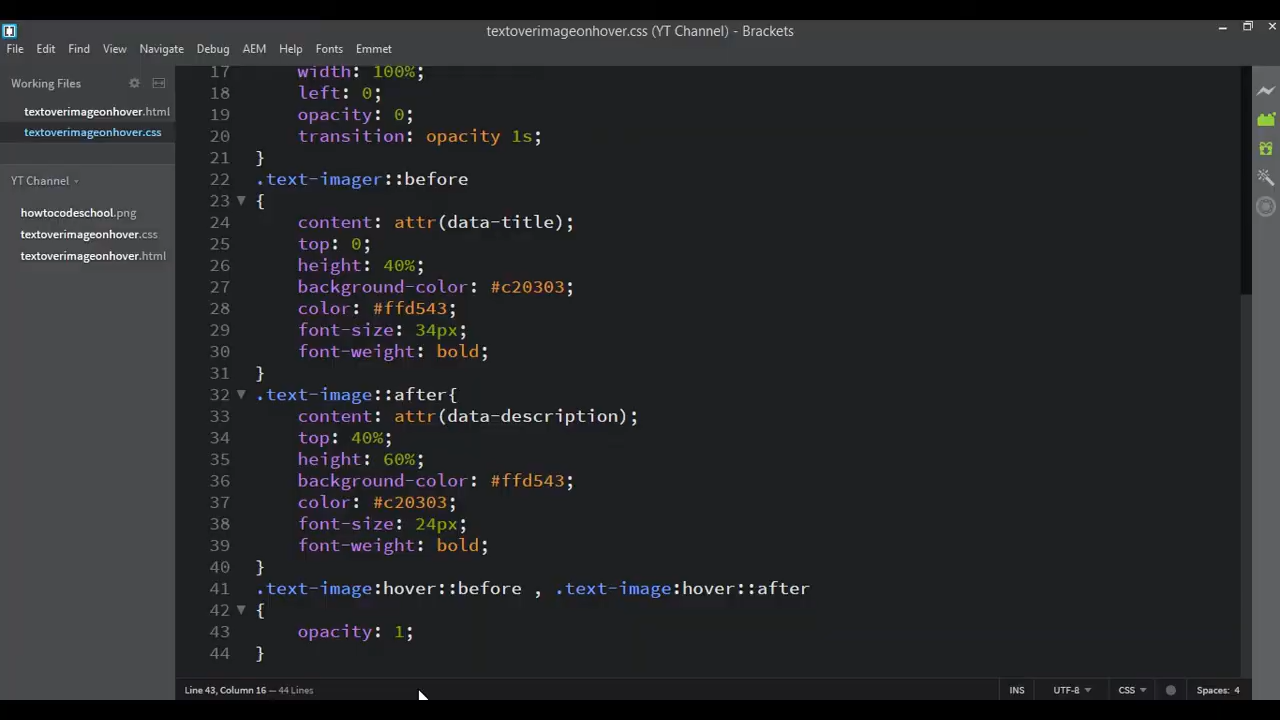 textoverimageonhover.css (YT Channel) - Brackets
File Edit Find View Navigate Debug AEM Help Fonts Emmet
Working Files
textoverimageonhover.html
textoverimageonhover.css
YT Channel
howtocodeschool.png
textoverimageonhover.css
textoverimageonhover.html
17 width: 100%;
18 left: 0;
19 opacity: 0;
20 transition: opacity 1s;
21 }
22 .text-imager::before
23 {
24 content: attr(data-title);
25 top: 0;
26 height: 40%;
27 background-color: #c20303;
28 color: #ffd543;
29 font-size: 34px;
30 font-weight: bold;
31 }
32 .text-image::after{
33 content: attr(data-description);
34 top: 40%;
35 height: 60%;
36 background-color: #ffd543;
37 color: #c20303;
38 font-size: 24px;
39 font-weight: bold;
40 }
41 .text-image:hover::before , .text-image:hover::after
42 {
43 opacity: 1;
44 }
Line 43, Column 16 — 44 Lines
INS UTF-8 CSS Spaces: 4